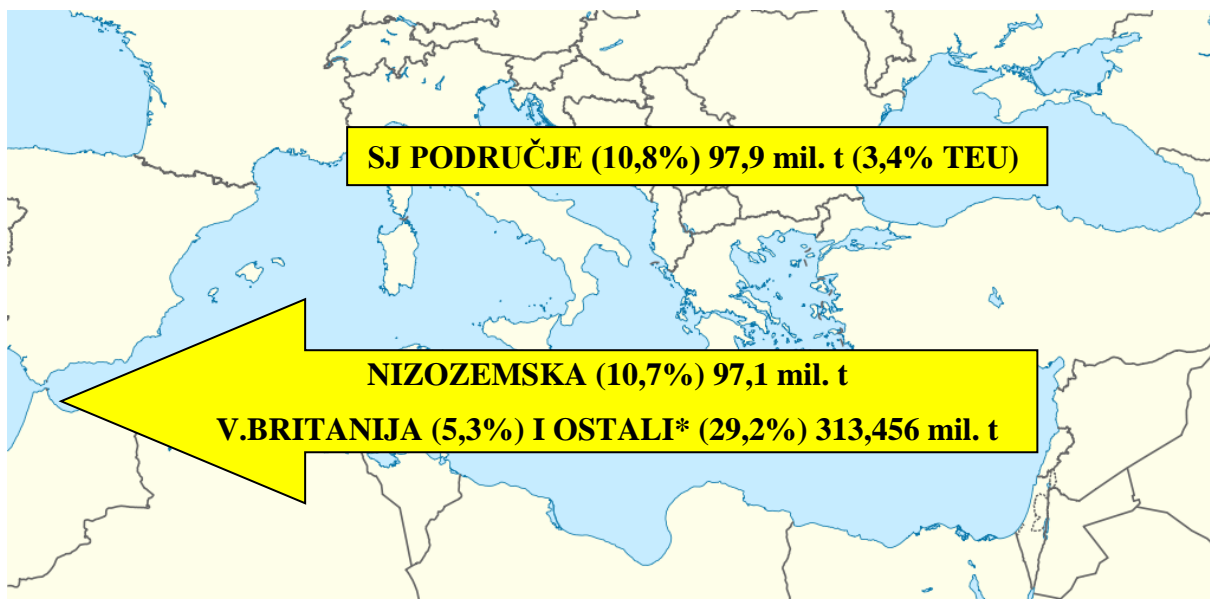 SJ PODRUČJE (10,8%) 97,9 mil. t (3,4% TEU)
NIZOZEMSKA (10,7%) 97,1 mil. t
V.BRITANIJA (5,3%) I OSTALI* (29,2%) 313,456 mil. t